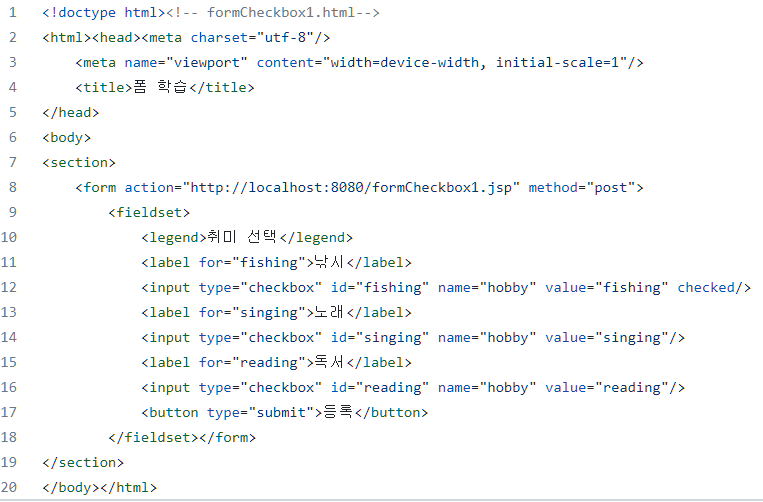 1 <!doctype html><!-- formCheckbox1.html-->
2 <html><head><meta charset="utf-8"/>
3 <meta name="viewport" content="width=device-width, initial-scale=1"/>
4 <title>폼 학습</title>
5 </head>
6 <body>
7 <section>
8 <form action="http://localhost:8080/formCheckbox1.jsp" method="post">
9 <fieldset>
10 <legend>취미 선택</legend>
11 <label for="fishing">낚시</label>
12 <input type="checkbox" id="fishing" name="hobby" value="fishing" checked/>
13 <label for="singing">노래</label>
14 <input type="checkbox" id="singing" name="hobby" value="singing"/>
15 <label for="reading">독서</label>
16 <input type="checkbox" id="reading" name="hobby" value="reading"/>
17 <button type="submit">등록</button>
18 </fieldset></form>
19 </section>
20 </body></html>